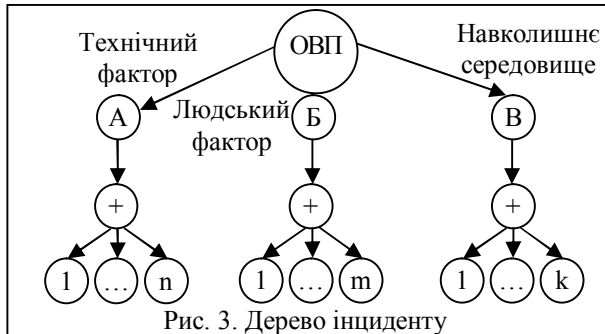 Технічний
фактор
ОВП
Навколишнє
середовище
А
Людський
фактор
Б
В
+
+
+
1
...
n
1
...
m
1
...
k
Рис. 3. Дерево інциденту